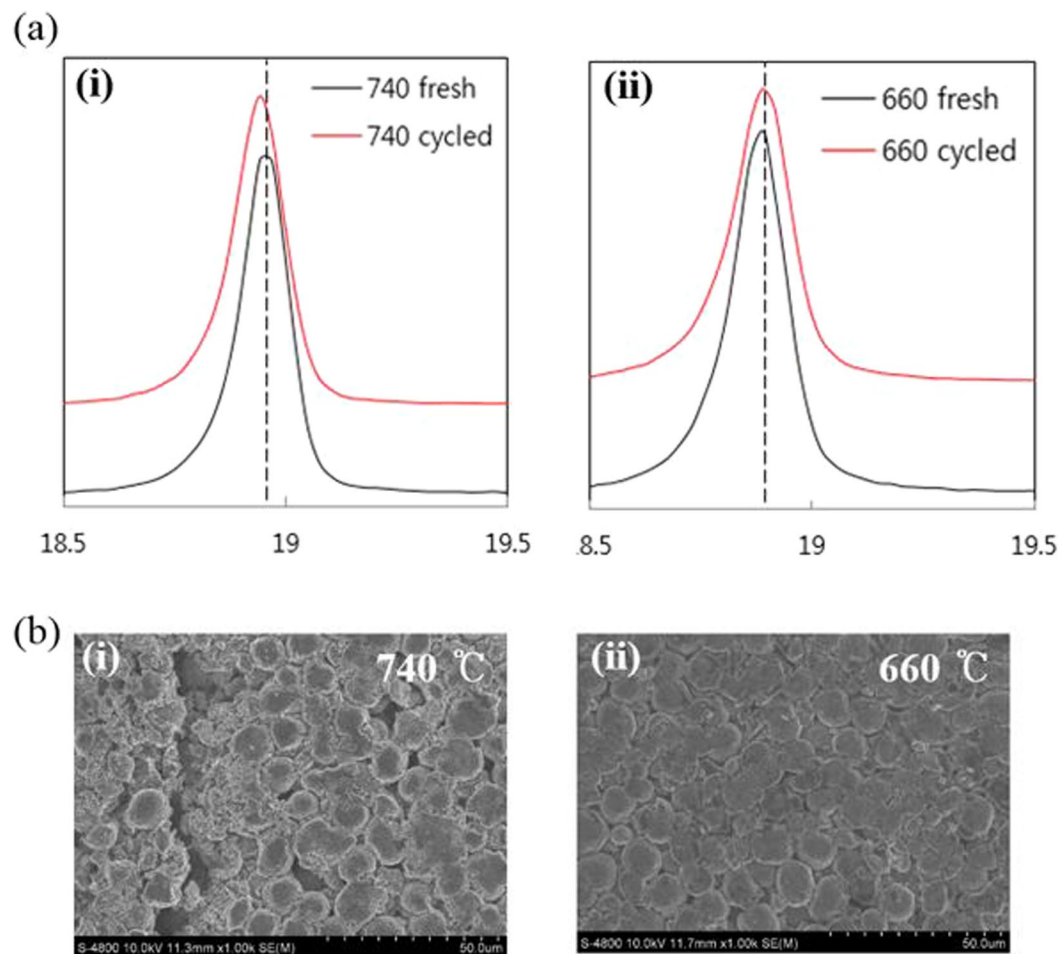 (a)
(i)
740 fresh
740 cycled
18.5
19
19.5
(ii)
660 fresh
660 cycled
.8.5
19
19.5
(b)
(i)
740 ℃
S-4800 10.0kV 11.3mm x1.00k SE(M)
50.0um
(ii)
660 ℃
S-4800 10.0kV 11.7mm x1.00k SE(M)
50.0um